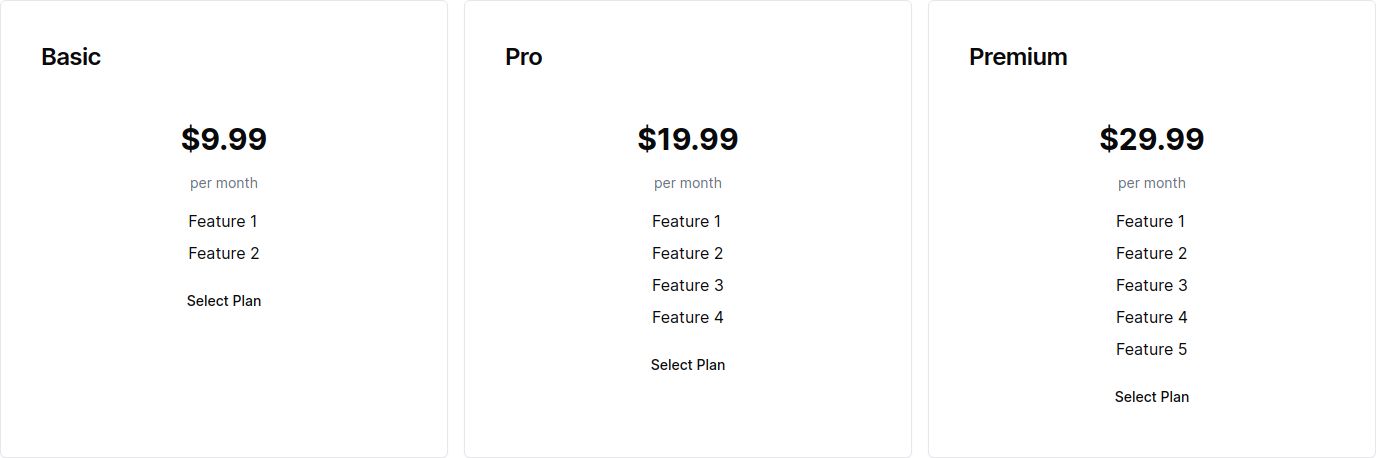 Basic
$9.99
per month
Feature 1
Feature 2
Select Plan
Pro
$19.99
per month
Feature 1
Feature 2
Feature 3
Feature 4
Select Plan
Premium
$29.99
per month
Feature 1
Feature 2
Feature 3
Feature 4
Feature 5
Select Plan